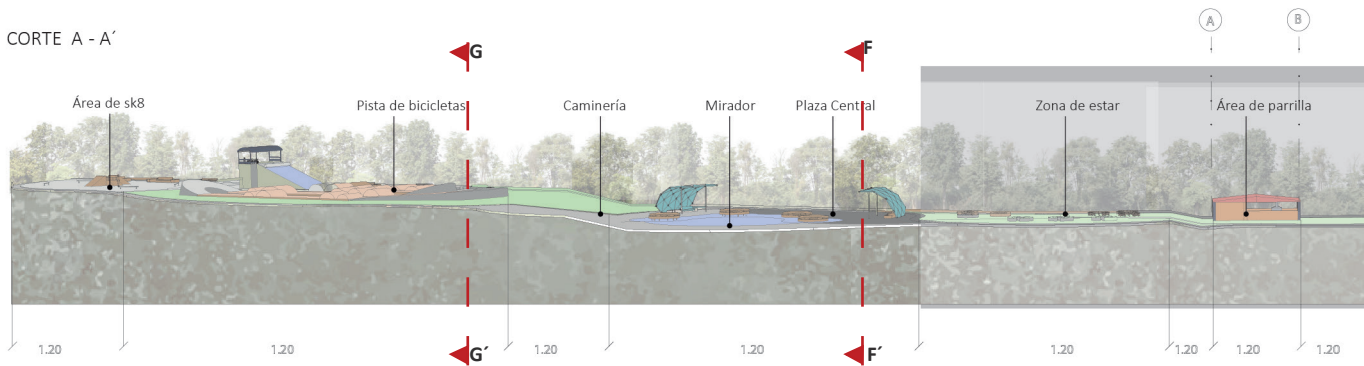 CORTE A - A´
A
B
G
F
Área de sk8
Pista de bicicletas
Caminería
Mirador
Plaza Central
Zona de estar
Área de parrilla
1.20
1.20
1.20
1.20
1.20
1.20
1.20
1.20
G´
F´